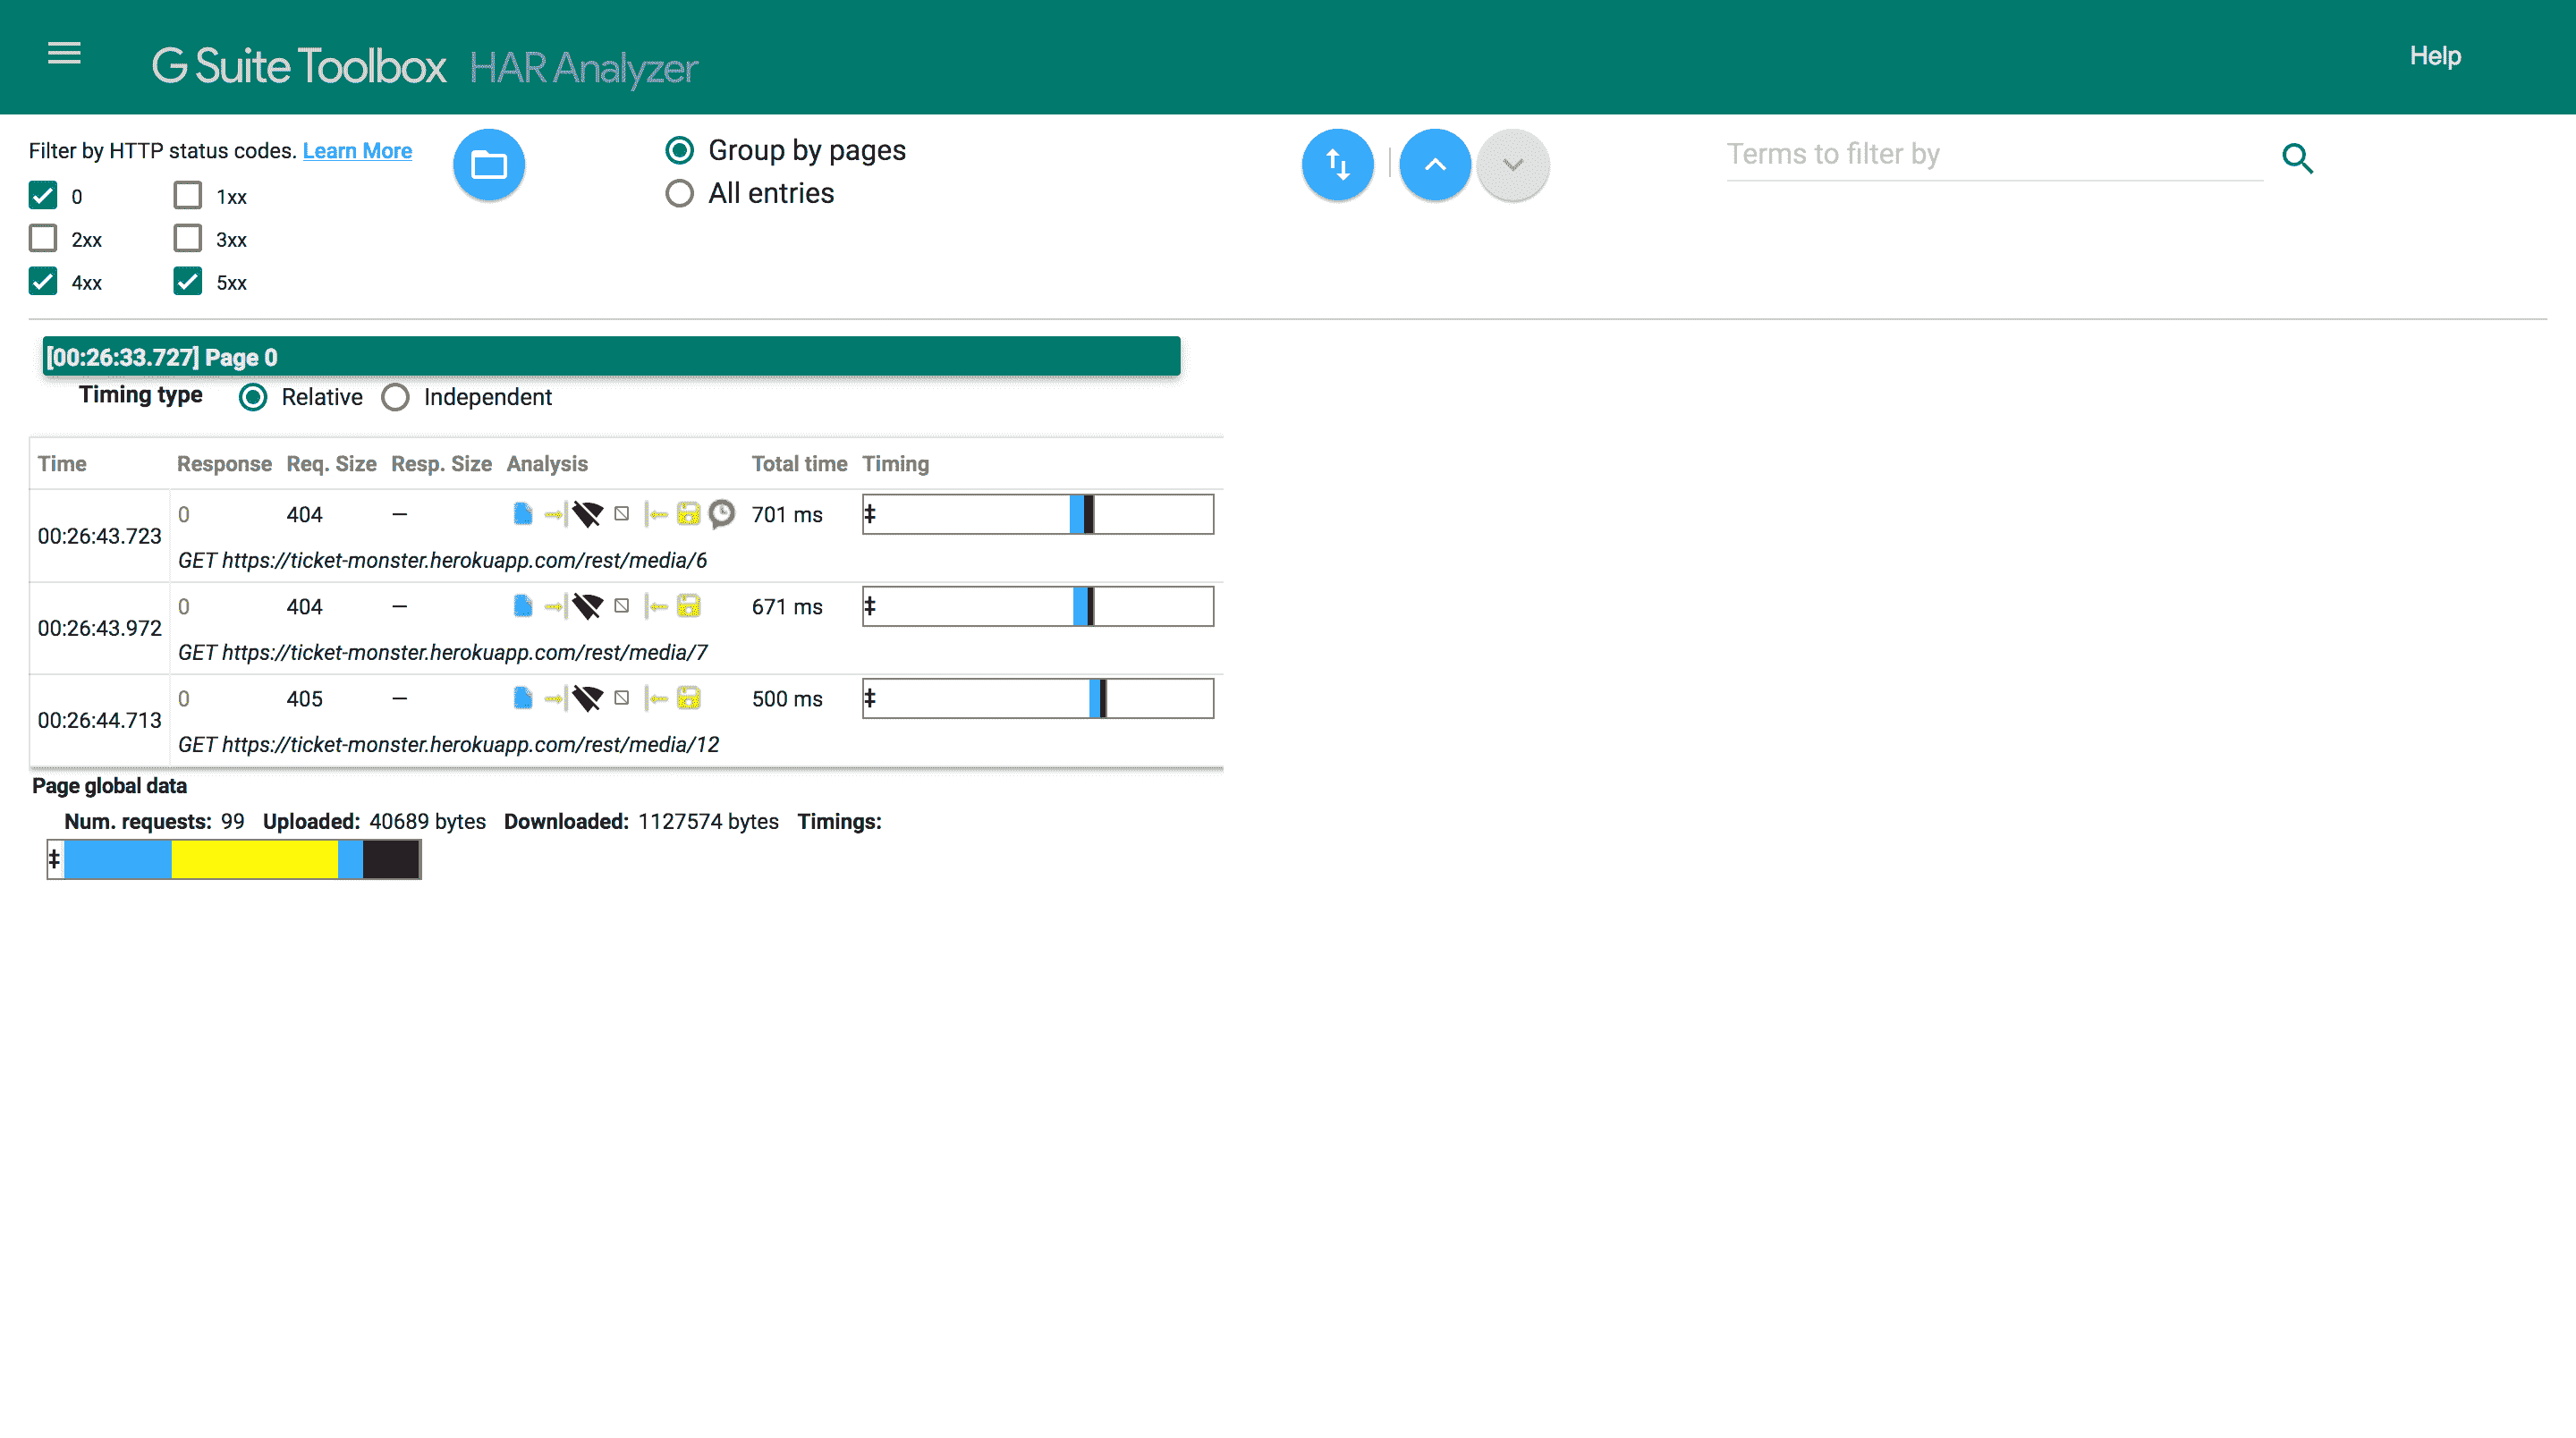 G Suite Toolbox HAR Analyzer Help
Filter by HTTP status codes. Learn More
0 1xx
2xx 3xx
4xx 5xx
Group by pages
All entries
Terms to filter by
[00:26:33.727] Page 0
Timing type Relative Independent
Time Response Req. Size Resp. Size Analysis Total time Timing
00:26:43.723 0 404 — 701 ms ‡
GET https://ticket-monster.herokuapp.com/rest/media/6
00:26:43.972 0 404 — 671 ms ‡
GET https://ticket-monster.herokuapp.com/rest/media/7
00:26:44.713 0 405 — 500 ms ‡
GET https://ticket-monster.herokuapp.com/rest/media/12
Page global data
Num. requests: 99 Uploaded: 40689 bytes Downloaded: 1127574 bytes Timings:
‡